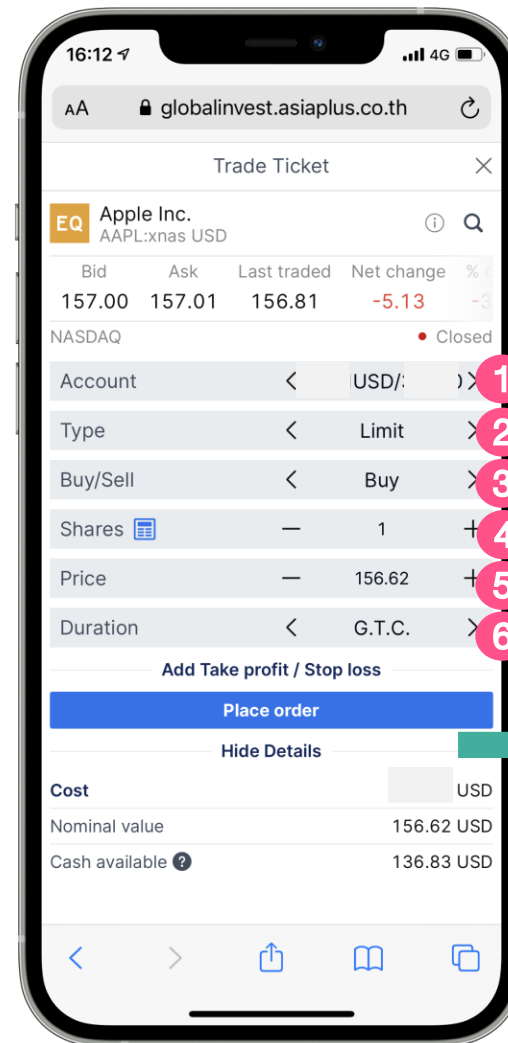 16:12 4G
AA globalinvest.asiaplus.co.th
Trade Ticket
EQ Apple Inc.
AAPL:xnas USD
Bid Ask Last traded Net change %
157.00 157.01 156.81 -5.13 -3
NASDAQ Closed
Account USD/ 1
Type Limit 2
Buy/Sell Buy 3
Shares 1 4
Price 156.62 5
Duration G.T.C. 6
Add Take profit / Stop loss
Place order
Hide Details
Cost USD
Nominal value 156.62 USD
Cash available ? 136.83 USD